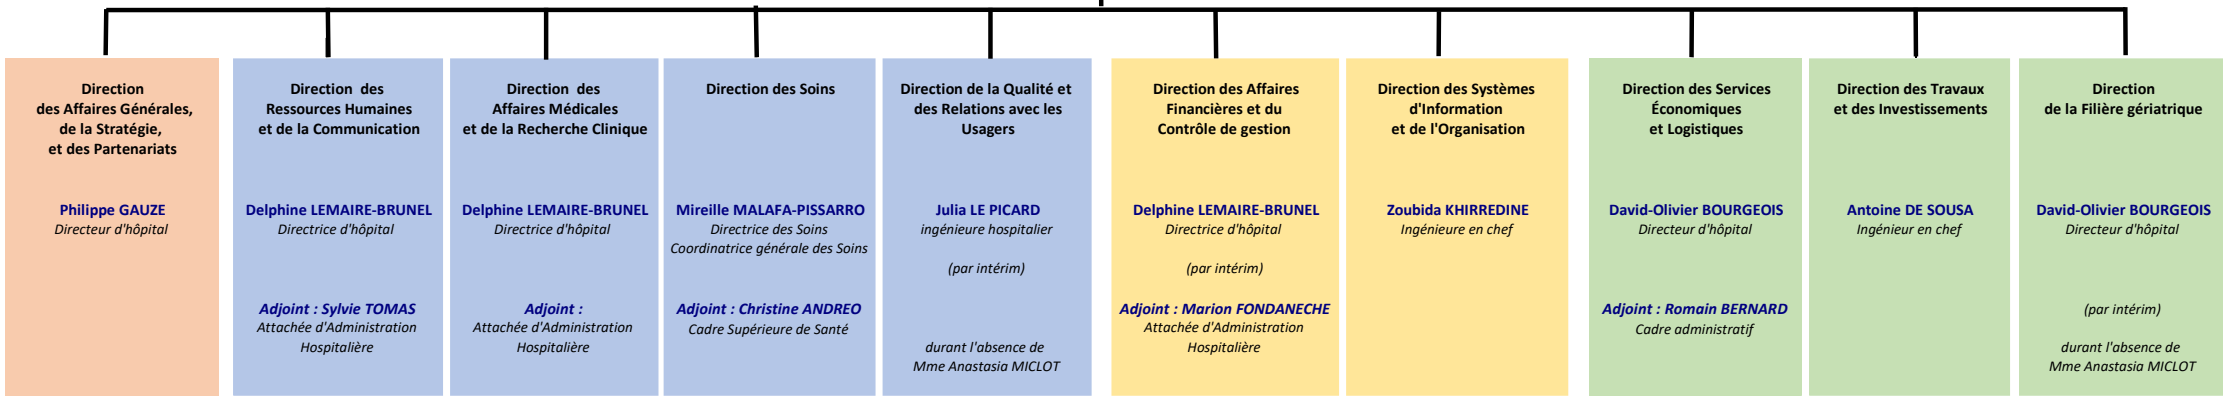 Direction
des Affaires Générales,
de la Stratégie,
et des Partenariats
Philippe GAUZE
Directeur d'hôpital
Direction des
Ressources Humaines
et de la Communication
Delphine LEMAIRE-BRUNEL
Directrice d'hôpital
Adjoint : Sylvie TOMAS
Attachée d'Administration
Hospitalière
Direction des
Affaires Médicales
et de la Recherche Clinique
Delphine LEMAIRE-BRUNEL
Directrice d'hôpital
Adjoint :
Attachée d'Administration
Hospitalière
Direction des Soins
Mireille MALAFA-PISSARRO
Directrice des Soins
Coordinatrice générale des Soins
Adjoint : Christine ANDREO
Cadre Supérieure de Santé
Direction de la Qualité et
des Relations avec les
Usagers
Julia LE PICARD
ingénieure hospitalier
(par intérim)
durant l'absence de
Mme Anastasia MICLOT
Direction des Affaires
Financières et du
Contrôle de gestion
Delphine LEMAIRE-BRUNEL
Directrice d'hôpital
(par intérim)
Adjoint : Marion FONDANECHE
Attachée d'Administration
Hospitalière
Direction des Systèmes
d'Information
et de l'Organisation
Zoubida KHIRREDINE
Ingénieure en chef
Direction des Services
Économiques
et Logistiques
David-Olivier BOURGEOIS
Directeur d'hôpital
Adjoint : Romain BERNARD
Cadre administratif
Direction des Travaux
et des Investissements
Antoine DE SOUSA
Ingénieur en chef
Direction
de la Filière gériatrique
David-Olivier BOURGEOIS
Directeur d'hôpital
(par intérim)
durant l'absence de
Mme Anastasia MICLOT